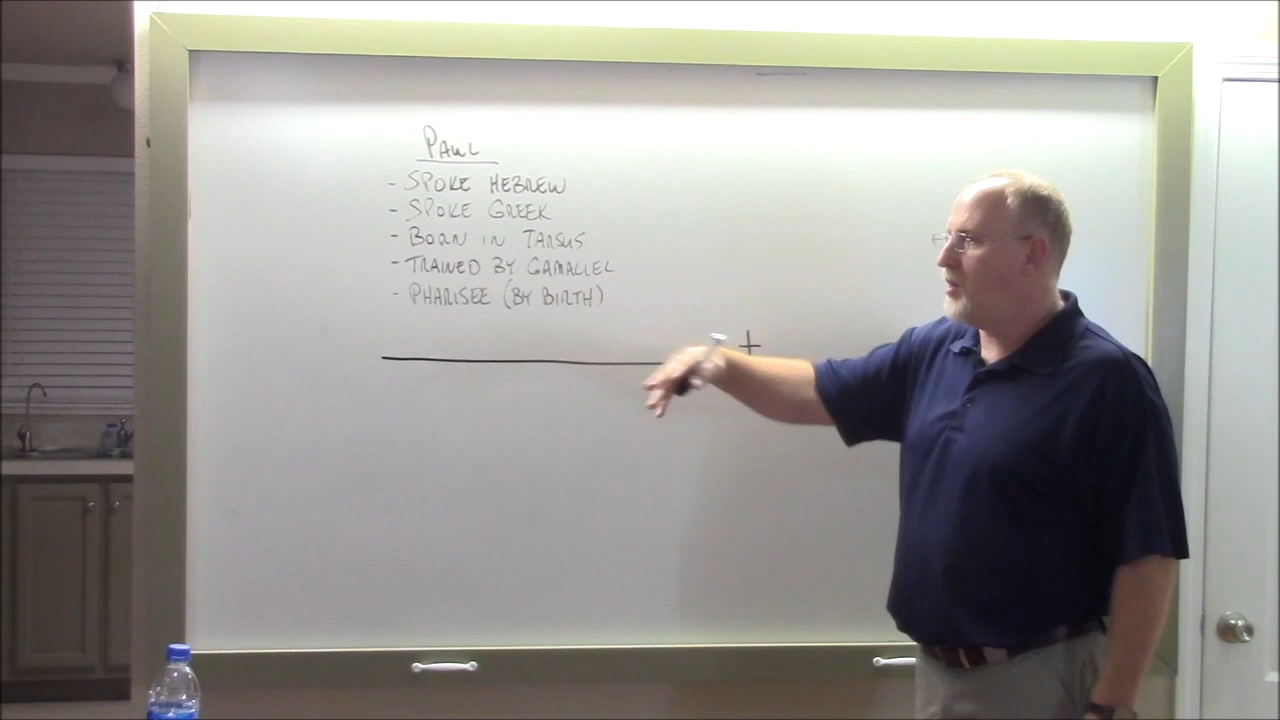 PAUL
- SPOKE HEBREW
- SPOKE GREEK
- BORN IN TARSUS
- TRAINED BY GAMALIEL
- PHARISEE (BY BIRTH)